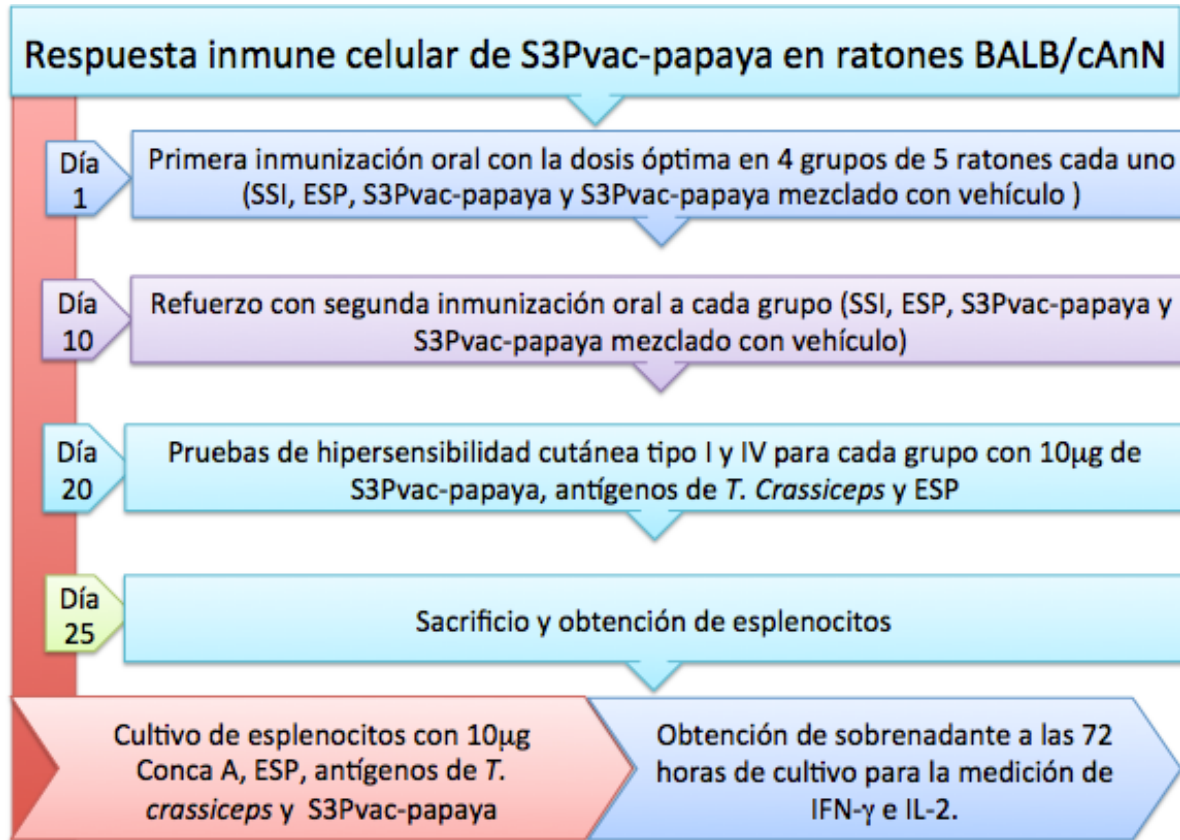 Respuesta inmune celular de S3Pvac-papaya en ratones BALB/cAnN
Día
1
Primera inmunización oral con la dosis óptima en 4 grupos de 5 ratones cada uno
(SSI, ESP, S3Pvac-papaya y S3Pvac-papaya mezclado con vehículo )
Día
10
Refuerzo con segunda inmunización oral a cada grupo (SSI, ESP, S3Pvac-papaya y
S3Pvac-papaya mezclado con vehículo)
Día
20
Pruebas de hipersensibilidad cutánea tipo I y IV para cada grupo con 10μg de
S3Pvac-papaya, antígenos de T. Crassiceps y ESP
Día
25
Sacrificio y obtención de esplenocitos
Cultivo de esplenocitos con 10μg
Conca A, ESP, antígenos de T.
crassiceps y S3Pvac-papaya
Obtención de sobrenadante a las 72
horas de cultivo para la medición de
IFN-γ e IL-2.